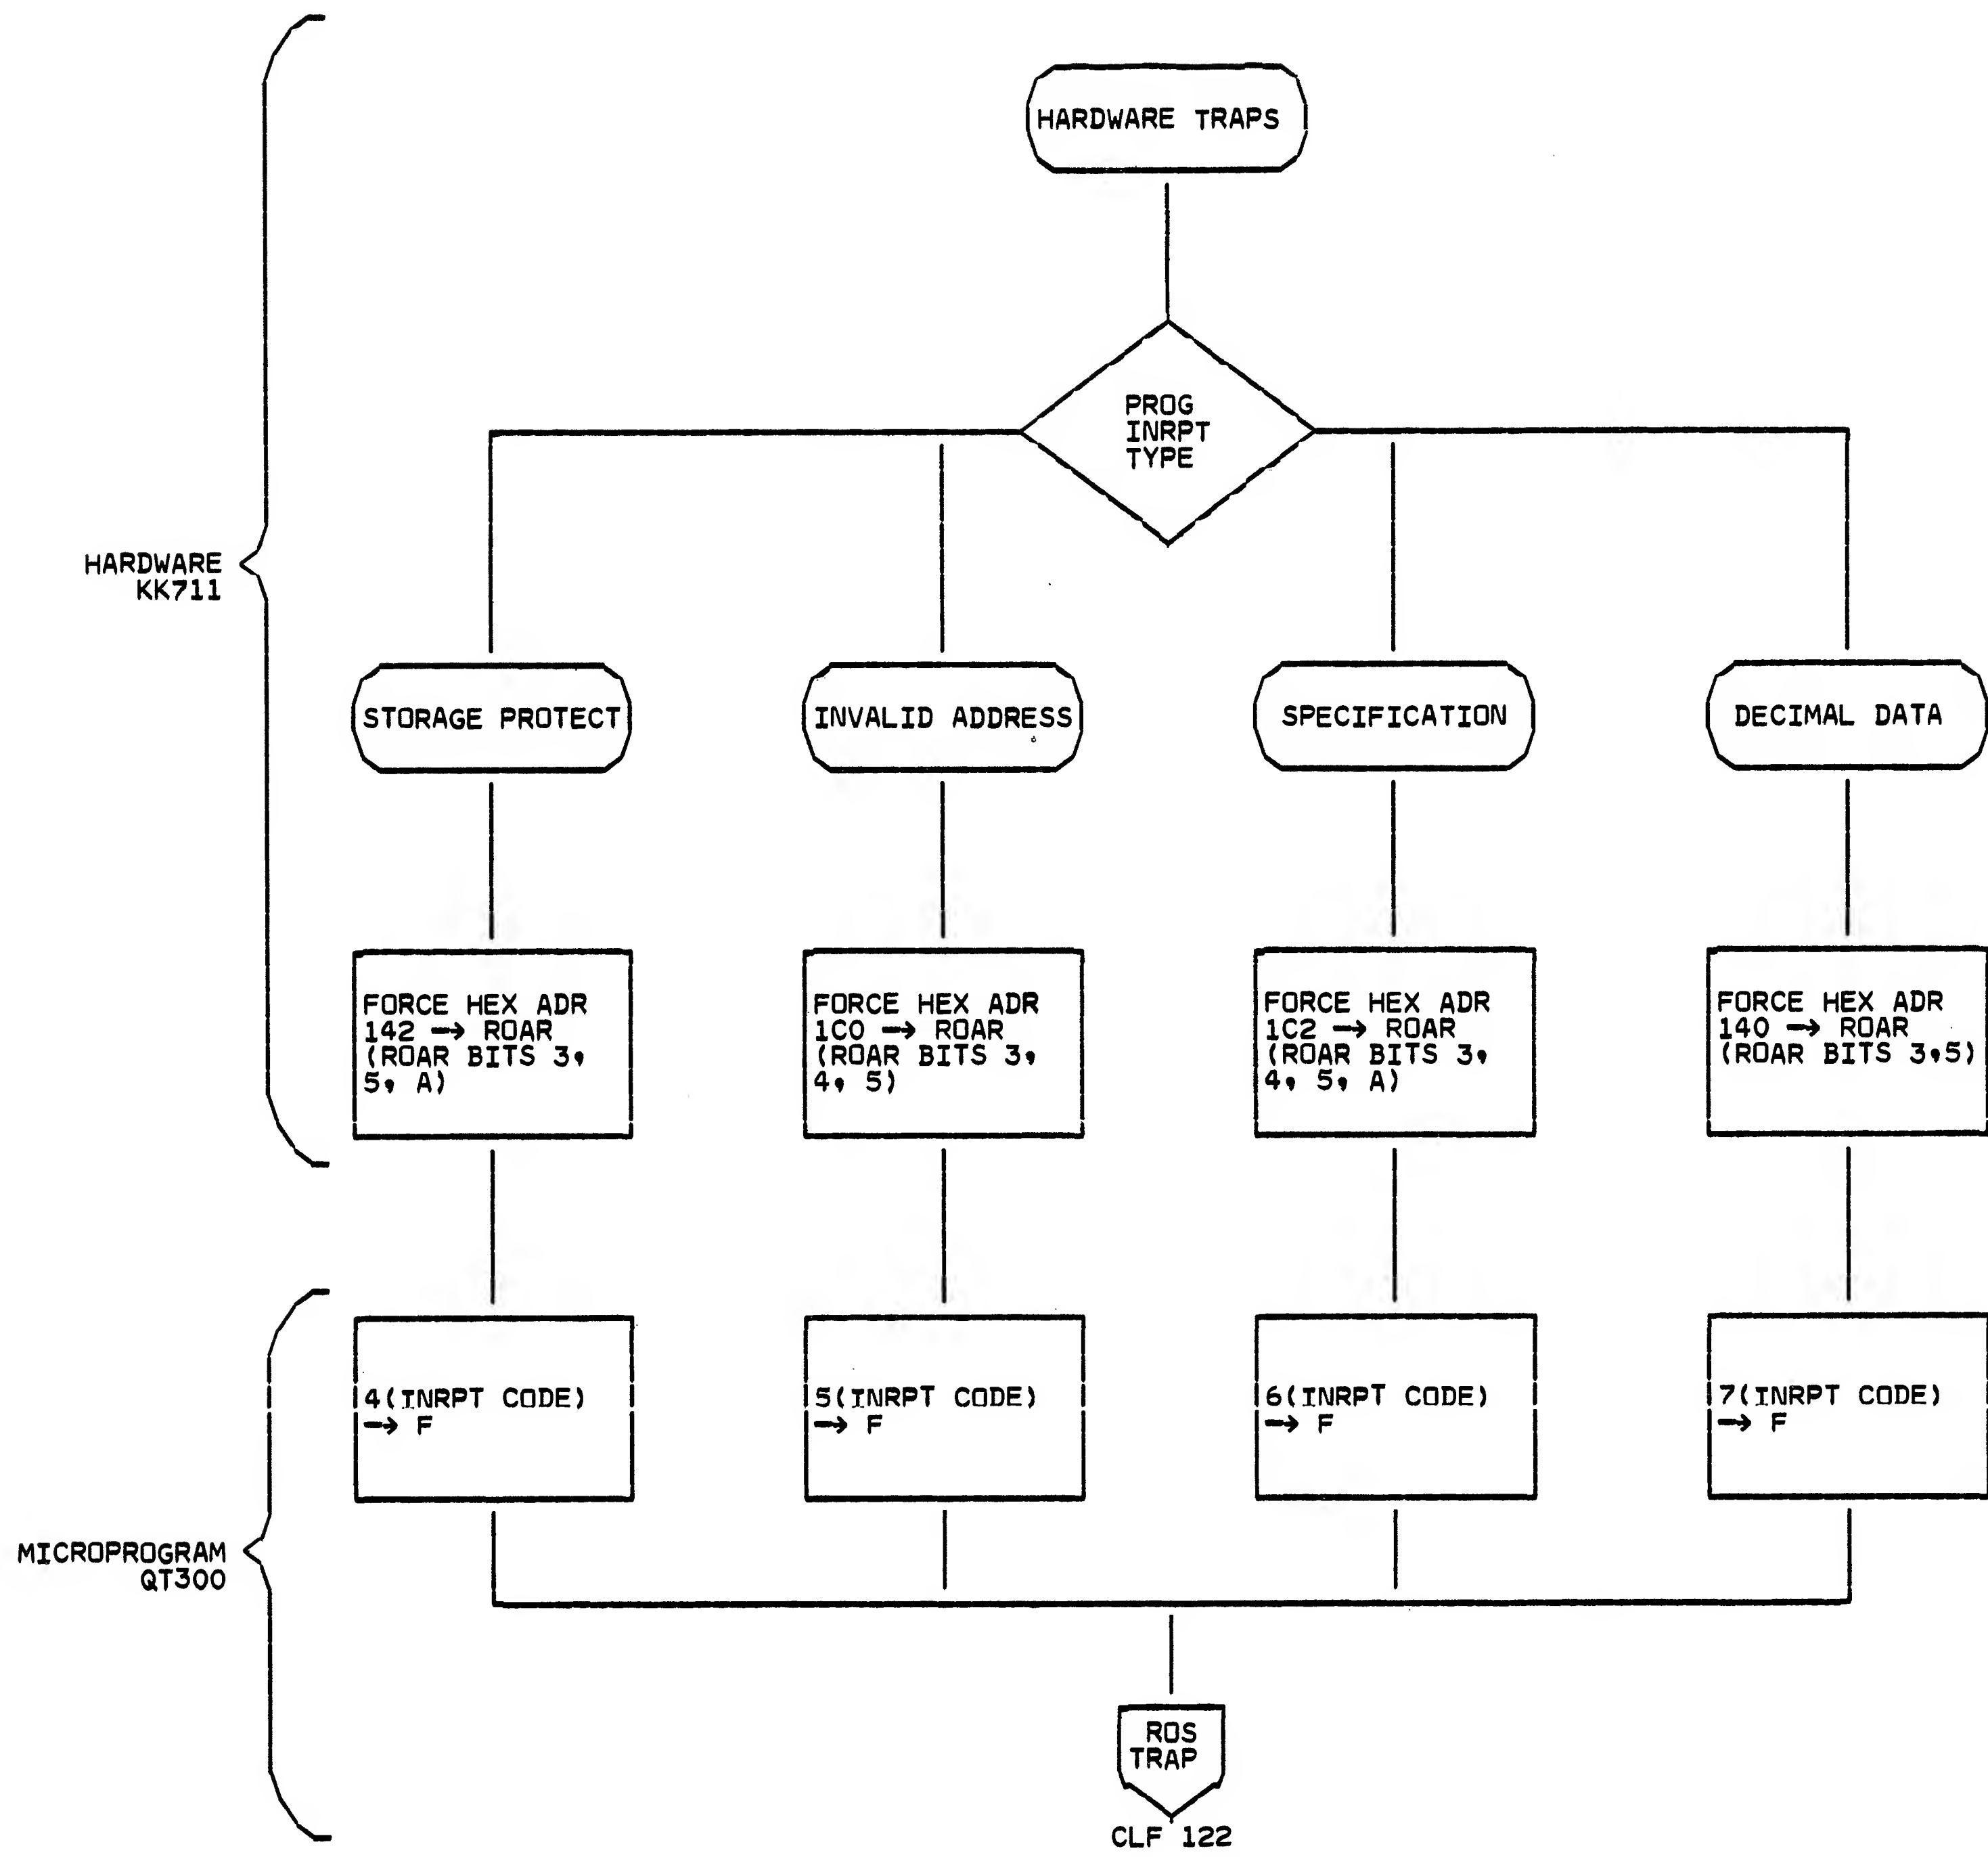 HARDWARE TRAPS
PROG
INRPT
TYPE
HARDWARE
KK711
STORAGE PROTECT
INVALID ADDRESS
SPECIFICATION
DECIMAL DATA
FORCE HEX ADR
142 → ROAR
(ROAR BITS 3,
5, A)
FORCE HEX ADR
1C0 → ROAR
(ROAR BITS 3,
4, 5)
FORCE HEX ADR
1C2 → ROAR
(ROAR BITS 3,
4, 5, A)
FORCE HEX ADR
140 → ROAR
(ROAR BITS 3,5)
4(INRPT CODE)
→ F
5(INRPT CODE)
→ F
6(INRPT CODE)
→ F
7(INRPT CODE)
→ F
MICROPROGRAM
QT300
ROS
TRAP
CLF 122